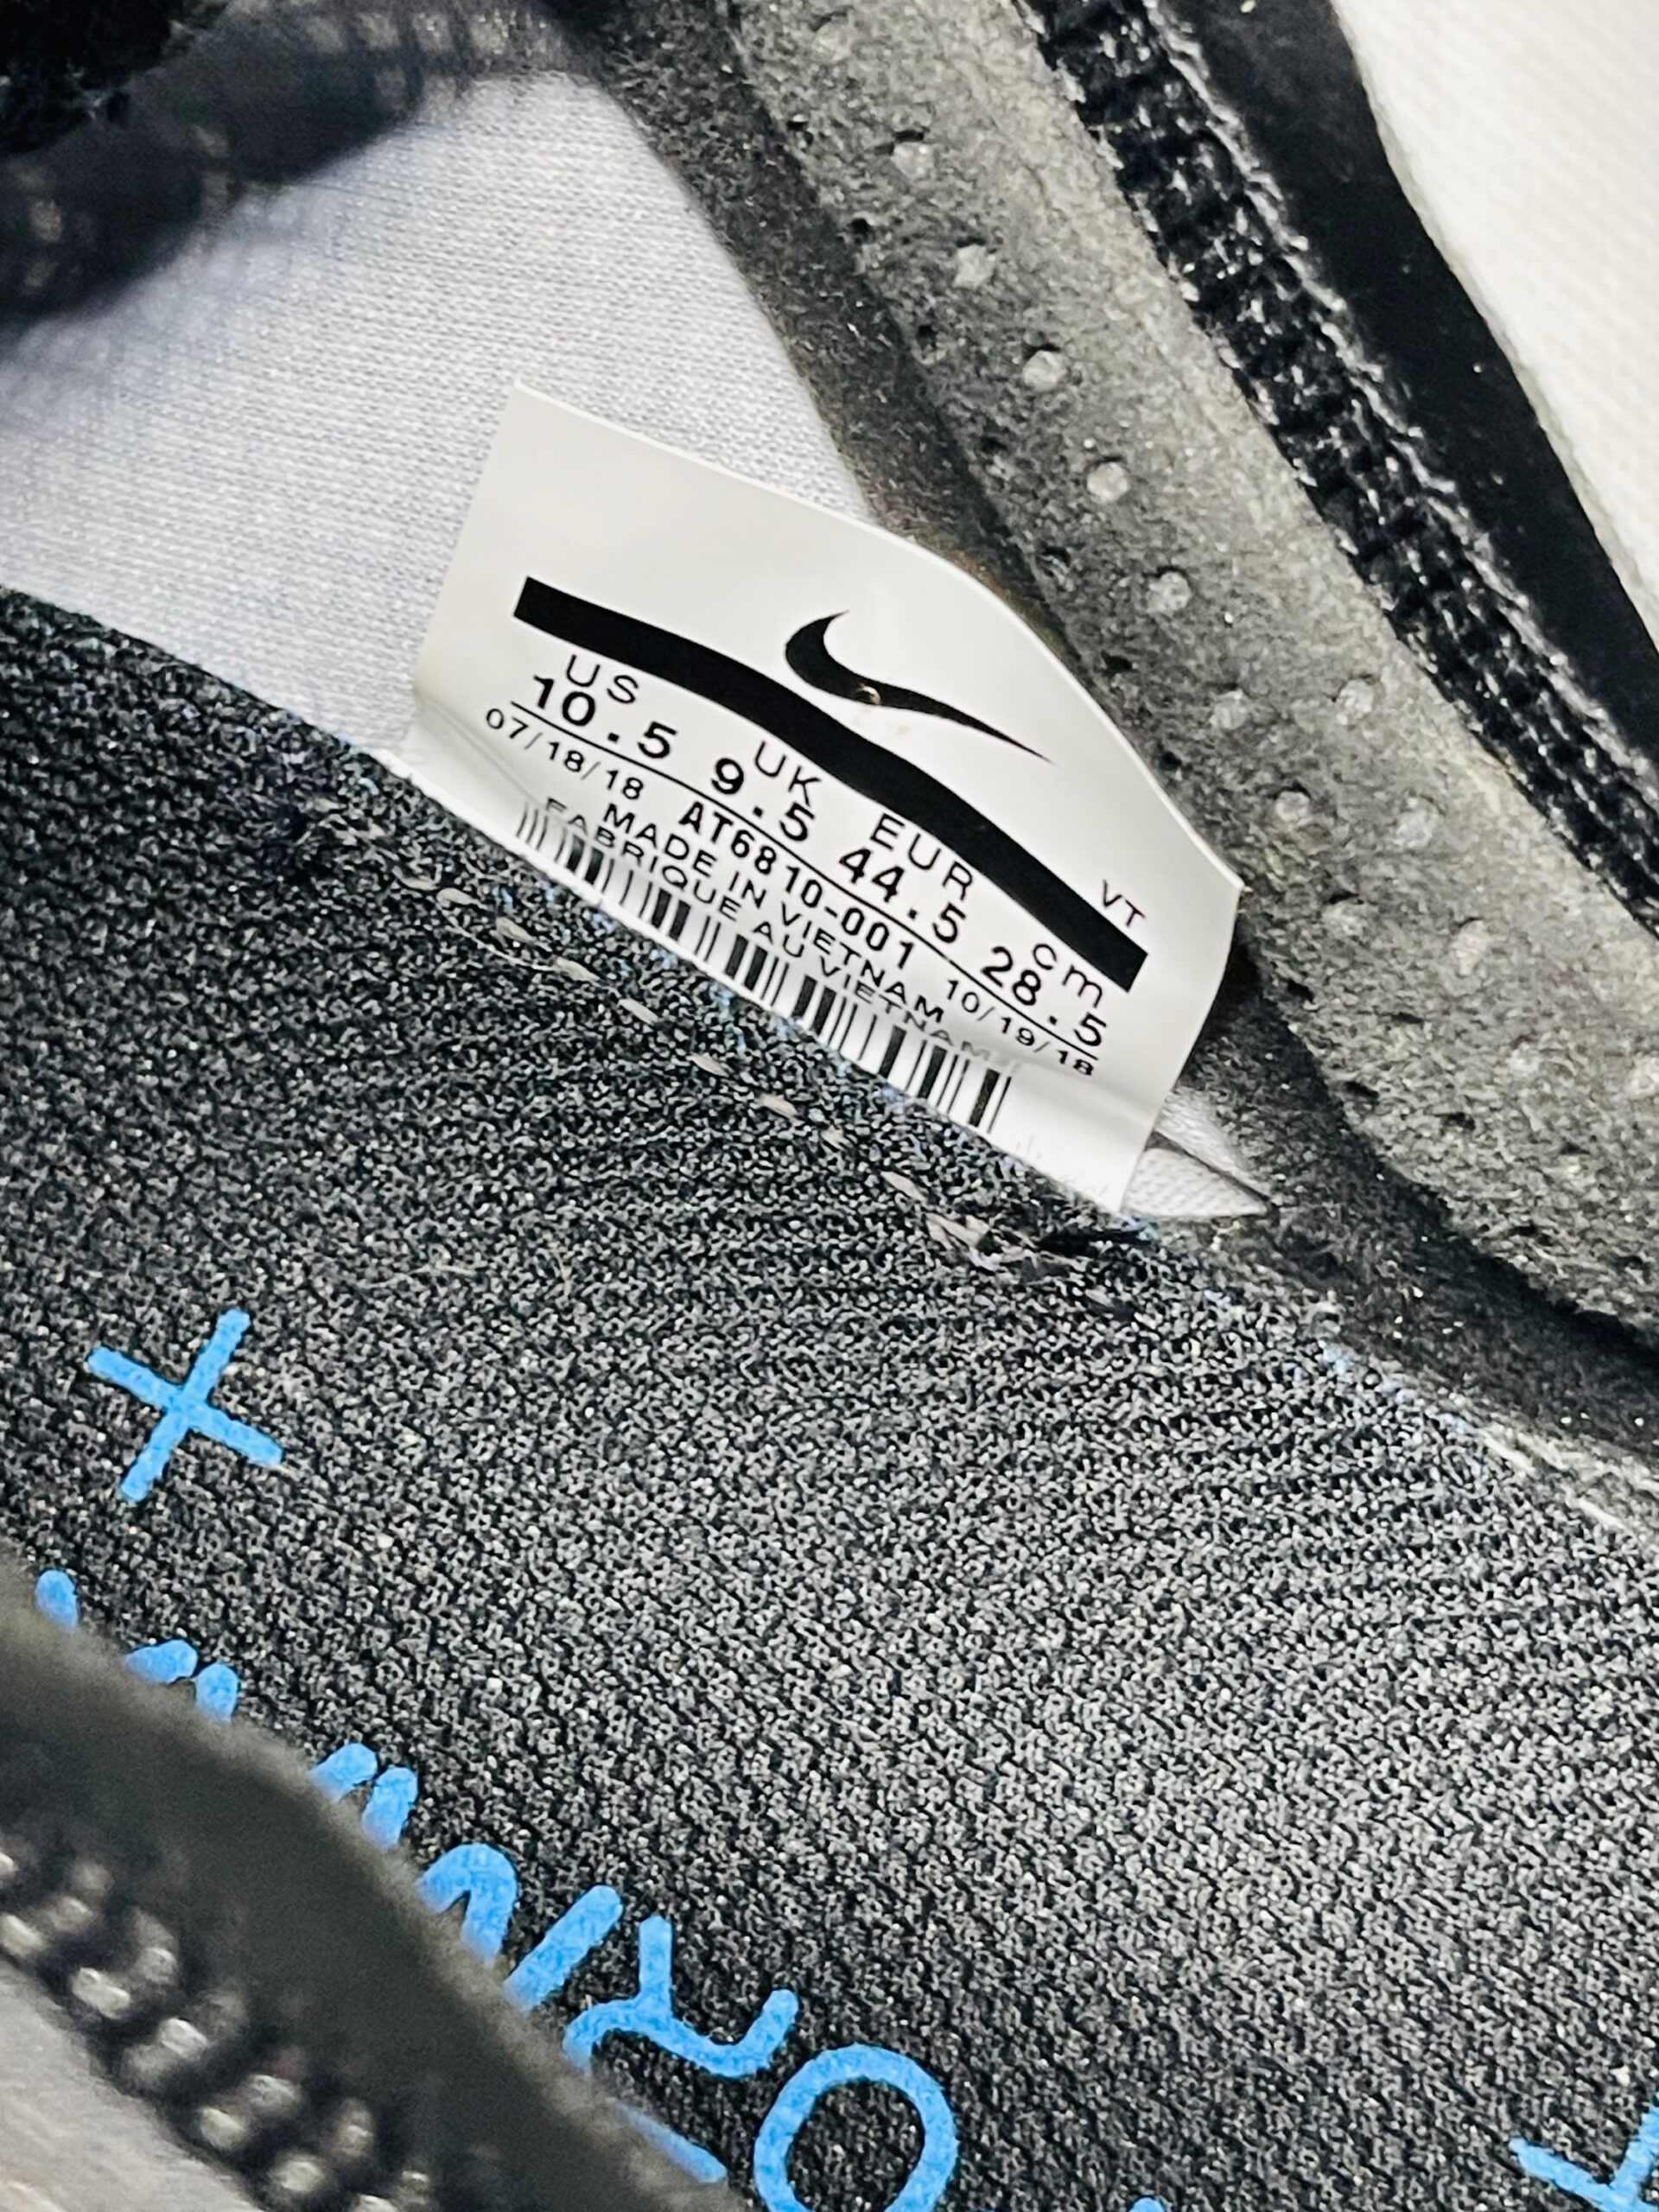 VT
US UK EUR cm
10.5 9.5 44.5 28.5
07/18/18 AT6810-001 10/19/18
MADE IN VIETNAM
FABRIQUE AU VIETNAM